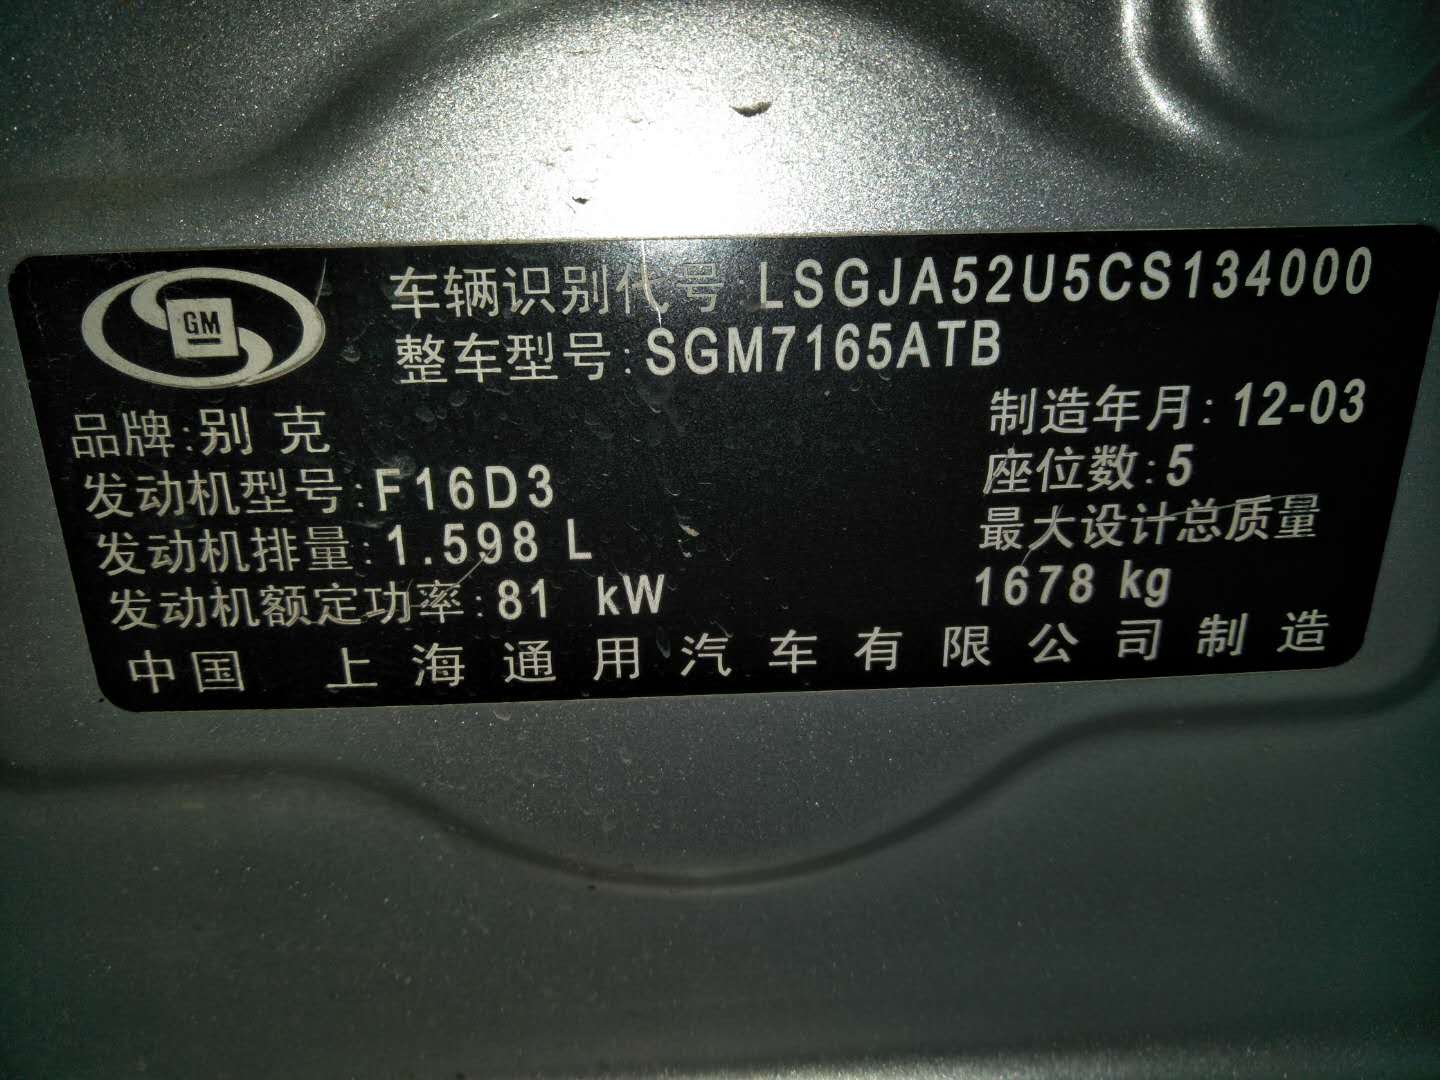 GM
车辆识别代号:LSGJA52U5CS134000
整车型号:SGM7165ATB
品牌:别克
制造年月:12-03
发动机型号:F16D3
座位数:5
发动机排量:1.598 L
最大设计总质量
发动机额定功率:81 kW
1678 kg
中国 上海通用汽车有限公司制造